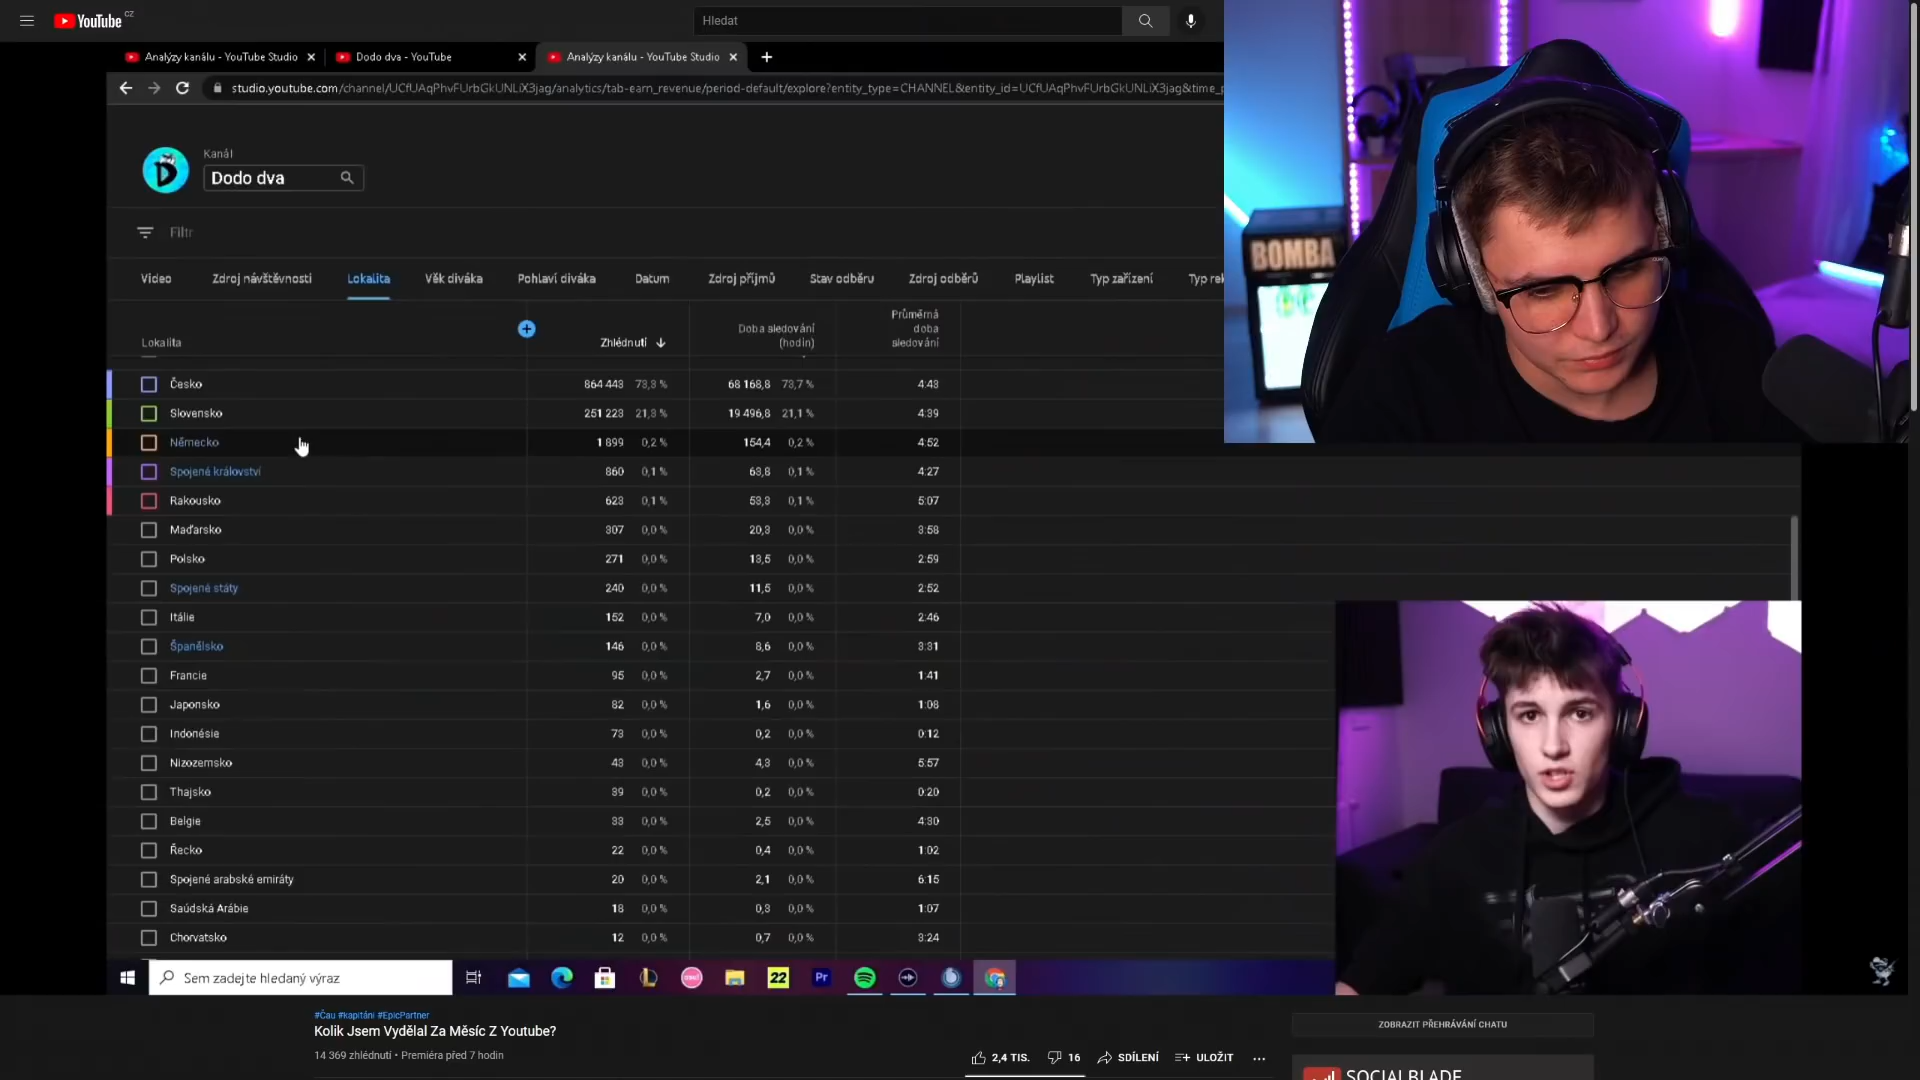 YouTube CZ
Hledat
Analýzy kanálu - YouTube Studio
Dodo dva - YouTube
Analýzy kanálu - YouTube Studio
studio.youtube.com/channel/UCfUAqPhvFUrbGkUNLiX3jag/analytics/tab-earn_revenue/period-default/explore?entity_type=CHANNEL&entity_id=UCfUAqPhvFUrbGkUNLiX3jag&time_p
BOMBA
Kanál
Dodo dva
Filtr
Video Zdroj návštěvnosti Lokalita Věk diváka Pohlaví diváka Datum Zdroj příjmů Stav odběru Zdroj odběrů Playlist Typ zařízení Typ rek
Lokalita Zhlédnutí Doba sledování (hodin) Průměrná doba sledování
Česko 864 443 73,3 % 68 168,8 73,7 % 4:43
Slovensko 251 223 21,3 % 19 496,8 21,1 % 4:39
Německo 1 899 0,2 % 154,4 0,2 % 4:52
Spojené království 860 0,1 % 63,8 0,1 % 4:27
Rakousko 623 0,1 % 53,3 0,1 % 5:07
Maďarsko 307 0,0 % 20,3 0,0 % 3:58
Polsko 271 0,0 % 13,5 0,0 % 2:59
Spojené státy 240 0,0 % 11,5 0,0 % 2:52
Itálie 152 0,0 % 7,0 0,0 % 2:46
Španělsko 146 0,0 % 8,6 0,0 % 3:31
Francie 95 0,0 % 2,7 0,0 % 1:41
Japonsko 82 0,0 % 1,6 0,0 % 1:08
Indonésie 73 0,0 % 0,2 0,0 % 0:12
Nizozemsko 43 0,0 % 4,3 0,0 % 5:57
Thajsko 39 0,0 % 0,2 0,0 % 0:20
Belgie 33 0,0 % 2,5 0,0 % 4:30
Řecko 22 0,0 % 0,4 0,0 % 1:02
Spojené arabské emiráty 20 0,0 % 2,1 0,0 % 6:15
Saúdská Arábie 18 0,0 % 0,3 0,0 % 1:07
Chorvatsko 12 0,0 % 0,7 0,0 % 3:24
Sem zadejte hledaný výraz
22
Pr
#Čau #kapitáni #EpicPartner
Kolik Jsem Vydělal Za Měsíc Z Youtube?
14 369 zhlédnutí • Premiéra před 7 hodin
2,4 TIS. 16 SDÍLENÍ ULOŽIT
ZOBRAZIT PŘEHRÁVÁNÍ CHATU
SOCIALBLADE